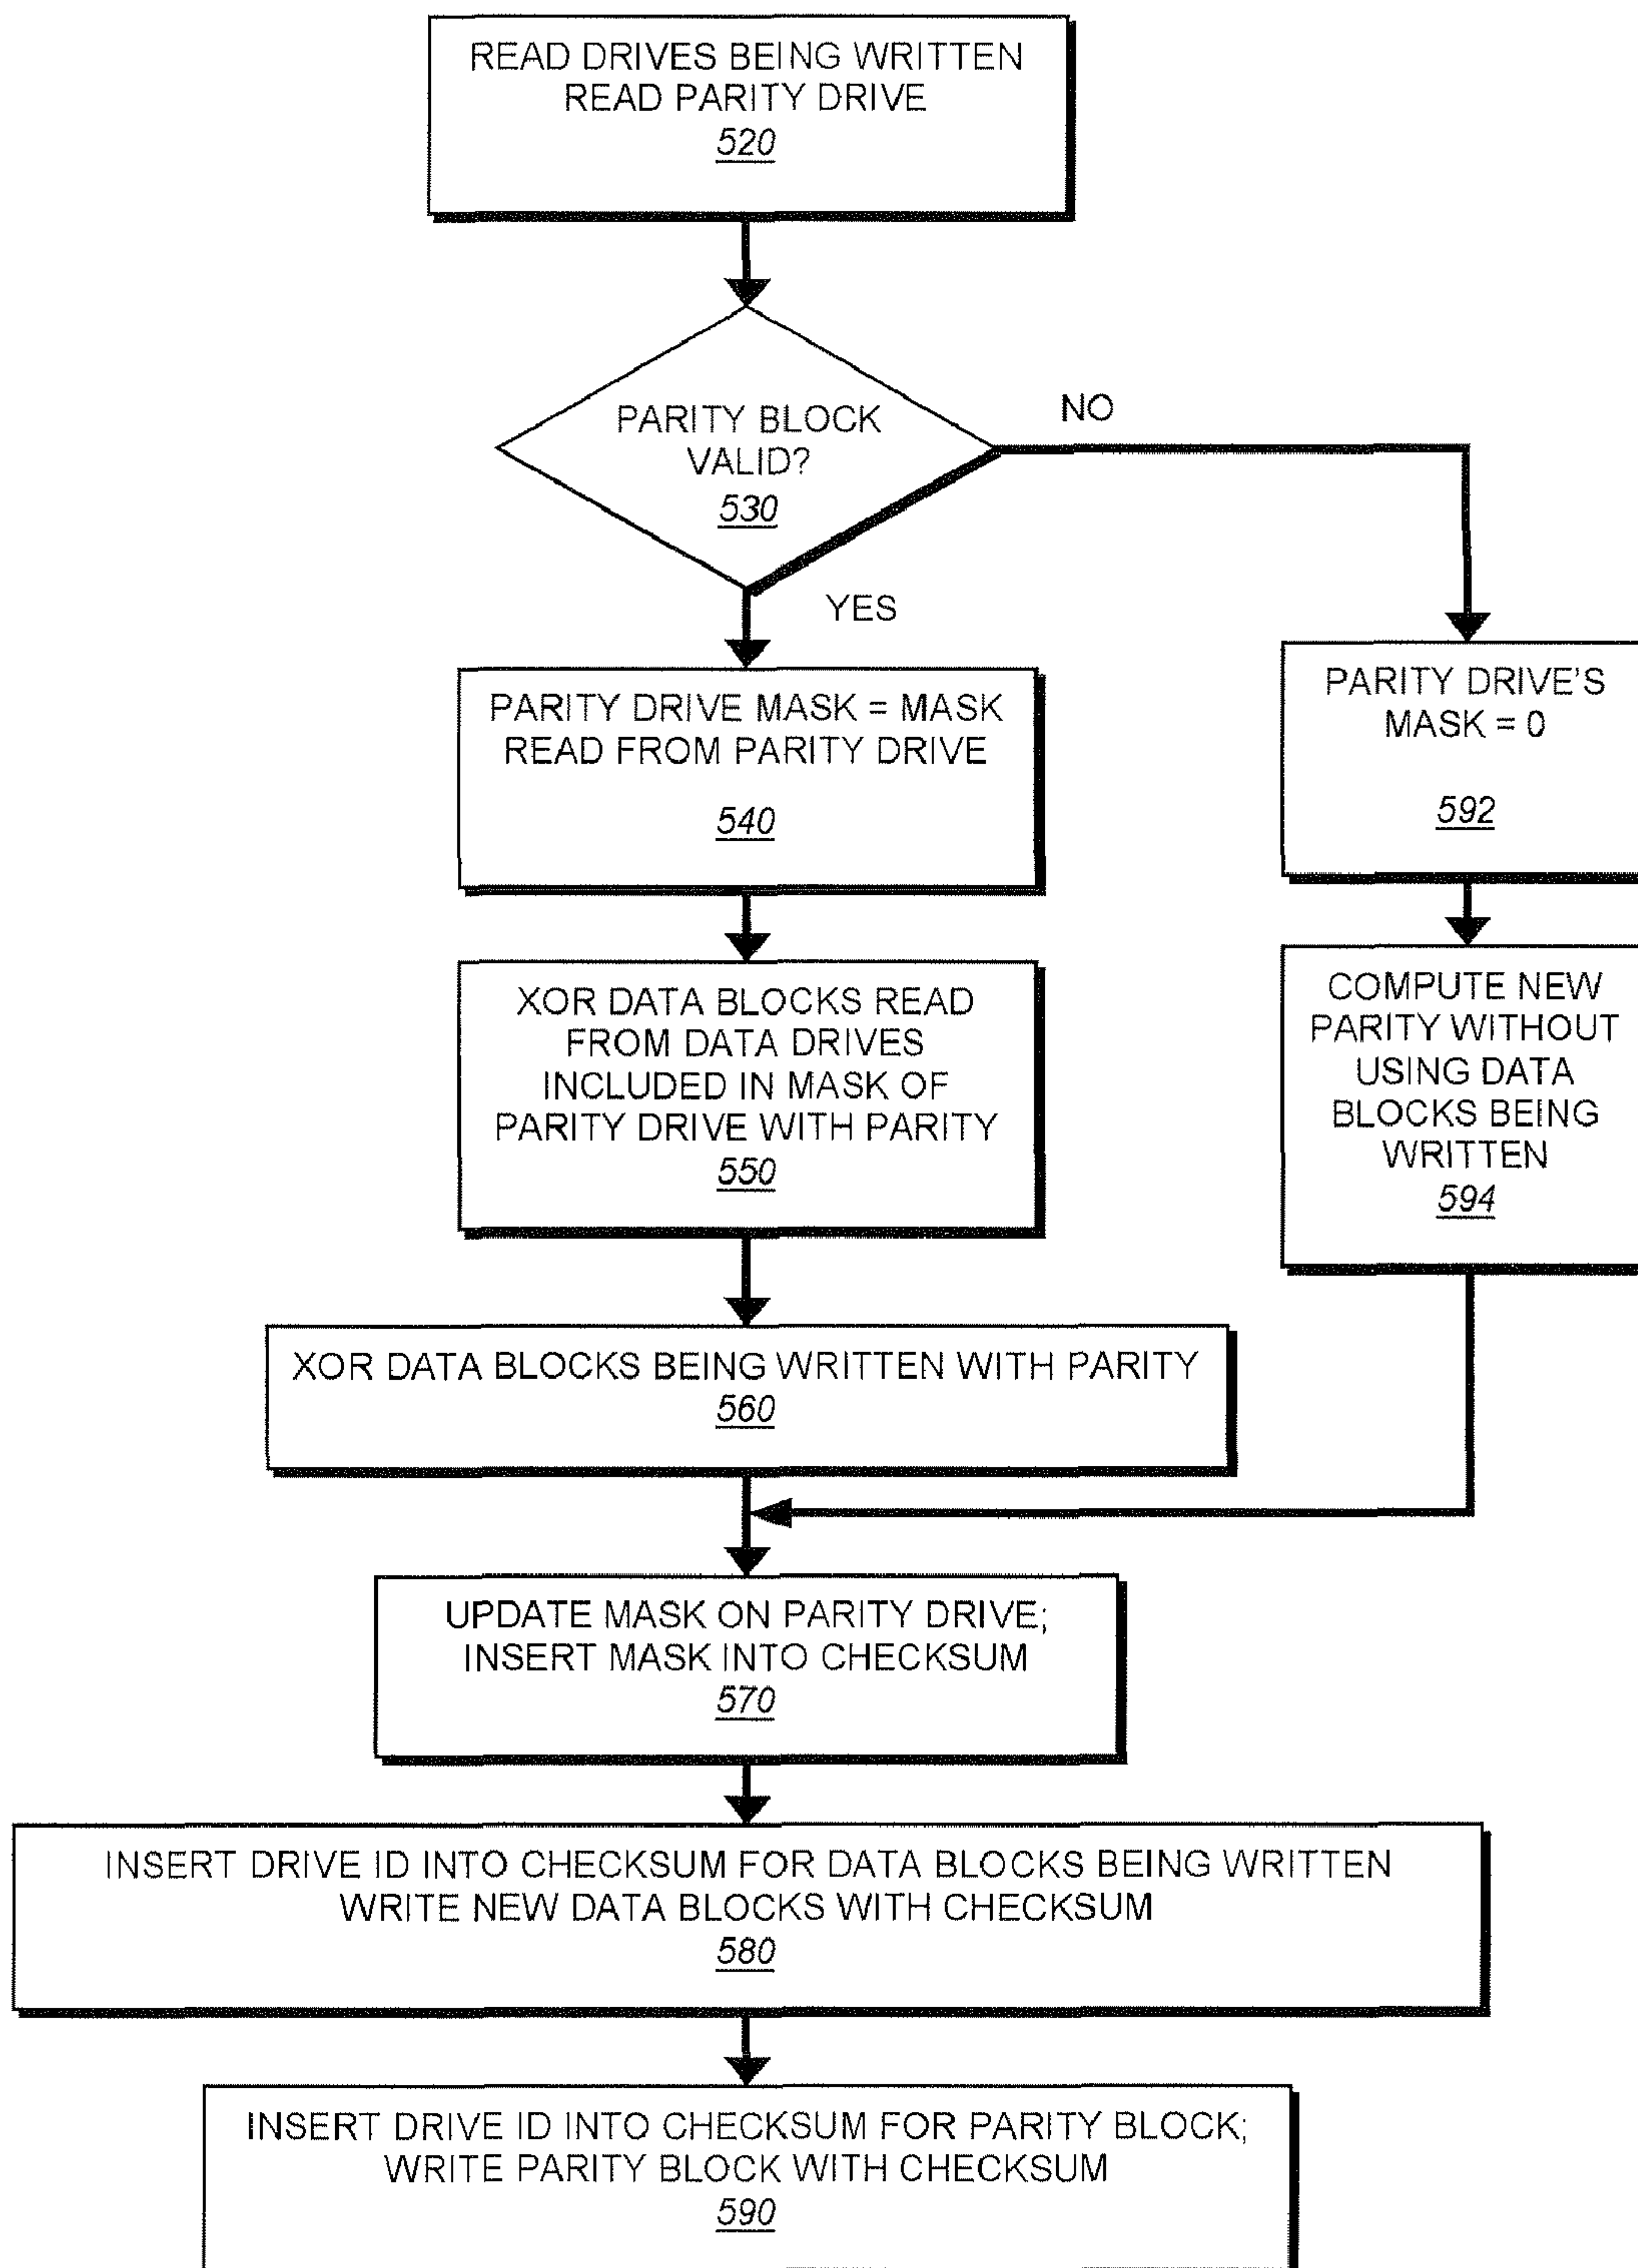 READ DRIVES BEING WRITTEN
READ PARITY DRIVE
520
PARITY BLOCK
VALID?
530
NO
YES
PARITY DRIVE MASK = MASK
READ FROM PARITY DRIVE
540
PARITY DRIVE'S
MASK = 0
592
XOR DATA BLOCKS READ
FROM DATA DRIVES
INCLUDED IN MASK OF
PARITY DRIVE WITH PARITY
550
COMPUTE NEW
PARITY WITHOUT
USING DATA
BLOCKS BEING
WRITTEN
594
XOR DATA BLOCKS BEING WRITTEN WITH PARITY
560
UPDATE MASK ON PARITY DRIVE;
INSERT MASK INTO CHECKSUM
570
INSERT DRIVE ID INTO CHECKSUM FOR DATA BLOCKS BEING WRITTEN
WRITE NEW DATA BLOCKS WITH CHECKSUM
580
INSERT DRIVE ID INTO CHECKSUM FOR PARITY BLOCK;
WRITE PARITY BLOCK WITH CHECKSUM
590